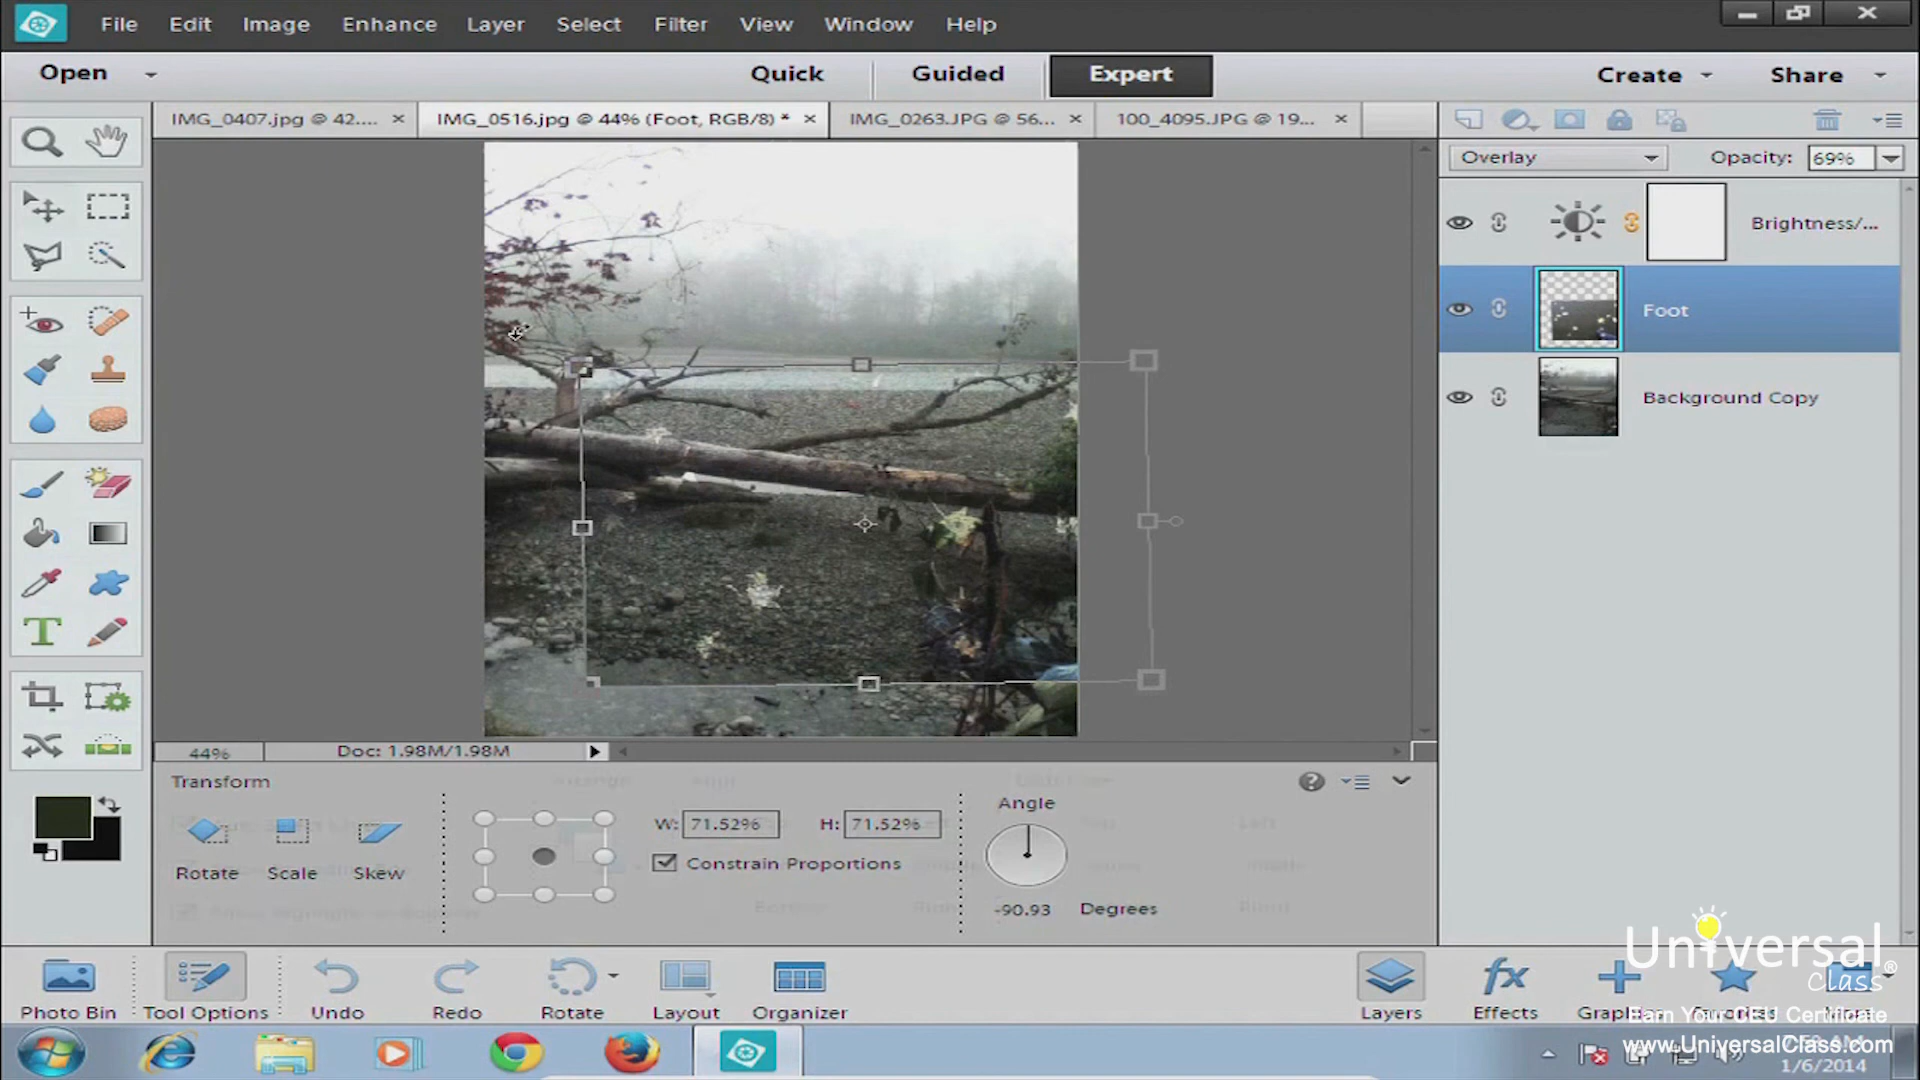 File Edit Image Enhance Layer Select Filter View Window Help
Open Quick Guided Expert Create Share
IMG_0407.jpg @ 42.... IMG_0516.jpg @ 44% (Foot, RGB/8) * IMG_0263.JPG @ 56... 100_4095.JPG @ 19...
Overlay Opacity: 69%
Brightness/...
Foot
Background Copy
44% Doc: 1.98M/1.98M
Transform
Angle
W: 71.52% H: 71.52%
Constrain Proportions
Rotate Scale Skew
-90.93 Degrees
Universal®
Class
Photo Bin Tool Options Undo Redo Rotate Layout Organizer Layers Effects
Earn Your CEU Certificate
www.UniversalClass.com
1/6/2014